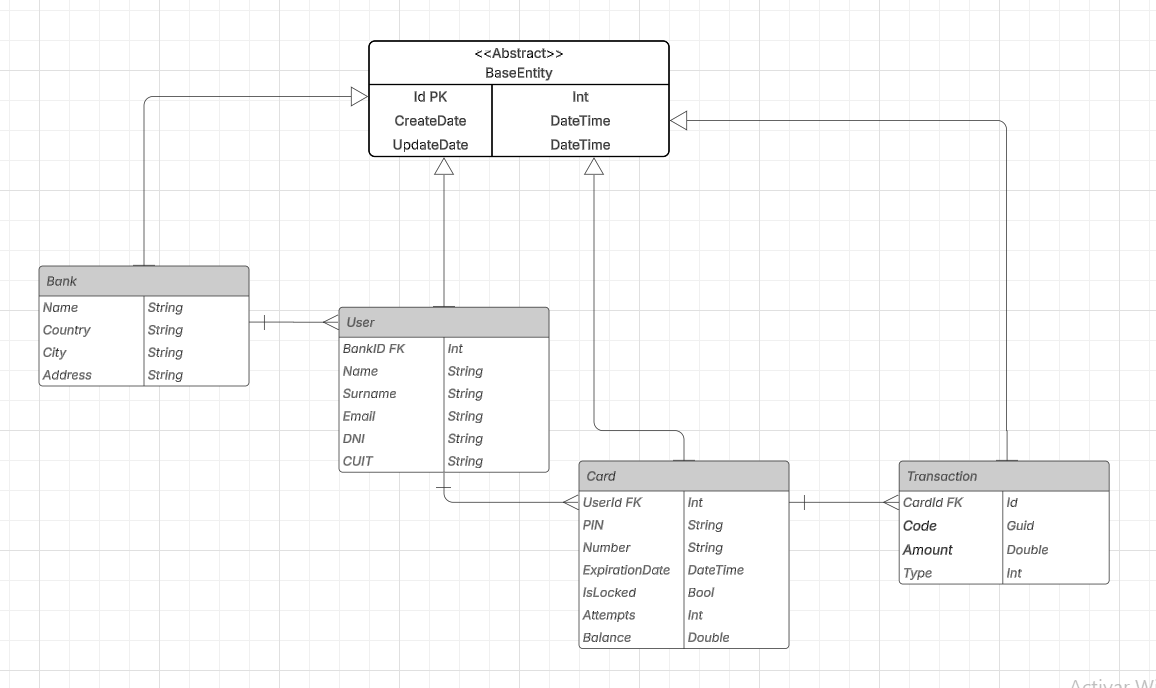 <<Abstract>>
BaseEntity
Id PK Int
CreateDate DateTime
UpdateDate DateTime
Bank
Name String
Country String
City String
Address String
User
BankID FK Int
Name String
Surname String
Email String
DNI String
CUIT String
Card
UserId FK Int
PIN String
Number String
ExpirationDate DateTime
IsLocked Bool
Attempts Int
Balance Double
Transaction
CardId FK Id
Code Guid
Amount Double
Type Int
Activar Wi